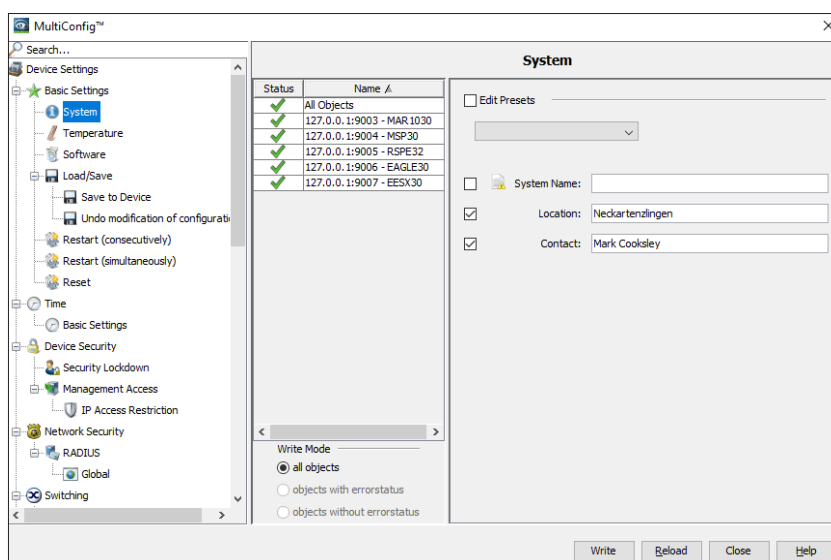 MultiConfig™
Search...
Device Settings
Basic Settings
System
Temperature
Software
Load/Save
Save to Device
Undo modification of configurati
Restart (consecutively)
Restart (simultaneously)
Reset
Time
Basic Settings
Device Security
Security Lockdown
Management Access
IP Access Restriction
Network Security
RADIUS
Global
Switching
Status Name
All Objects
127.0.0.1:9003 - MAR1030
127.0.0.1:9004 - MSP30
127.0.0.1:9005 - RSPE32
127.0.0.1:9006 - EAGLE30
127.0.0.1:9007 - EESX30
Write Mode
all objects
objects with errorstatus
objects without errorstatus
System
Edit Presets
System Name:
Location: Neckartenzlingen
Contact: Mark Cooksley
Write Reload Close Help